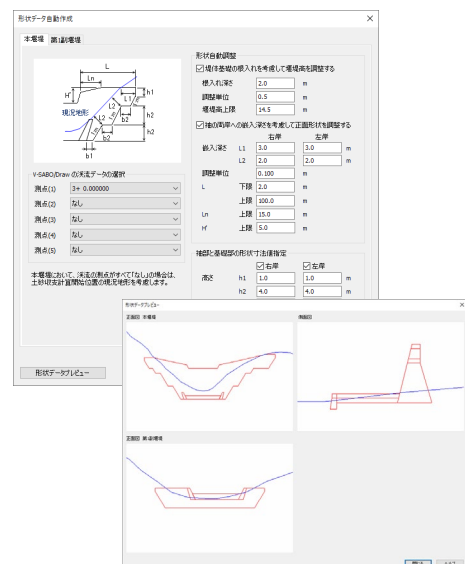 形状データ自動作成
本堰堤 第1副堰堤
L
Ln
H' h1
L1
現況地形
L2
b2 h2
L2
b2 h2
b1
V-SABO/Draw の渓流データの選択
測点(1) 3+ 0.000000
測点(2) なし
測点(3) なし
測点(4) なし
測点(5) なし
本堰堤において、渓流の測点がすべて「なし」の場合は、
土砂収支計算開始位置の現況地形を考慮します。
形状データプレビュー
形状自動調整
堤体基礎の根入れを考慮して堰堤高を調整する
根入れ深さ 2.0 m
調整単位 0.5 m
堰堤高上限 14.5 m
袖の両岸への嵌入深さを考慮して正面形状を調整する
右岸 左岸
嵌入深さ L1 3.0 3.0 m
L2 2.0 2.0 m
調整単位 0.100 m
L 下限 2.0 m
上限 100.0 m
Ln 上限 15.0 m
H' 上限 5.0 m
袖部と基礎部の形状寸法値指定
右岸 左岸
高さ h1 1.0 1.0 m
h2 4.0 4.0 m
形状データプレビュー
正面図 本堰堤 側面図
正面図 第1副堰堤